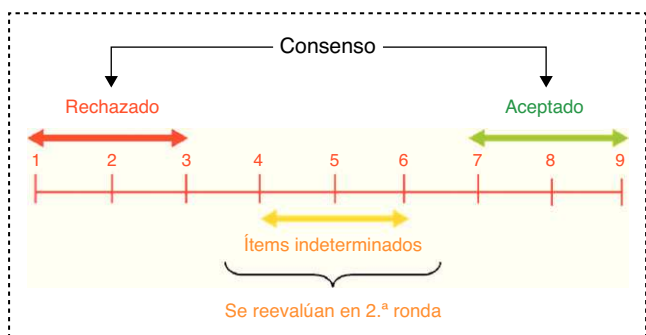 Consenso
Rechazado Aceptado
1 2 3 4 5 6 7 8 9
Ítems indeterminados
Se reevalúan en 2.ª ronda